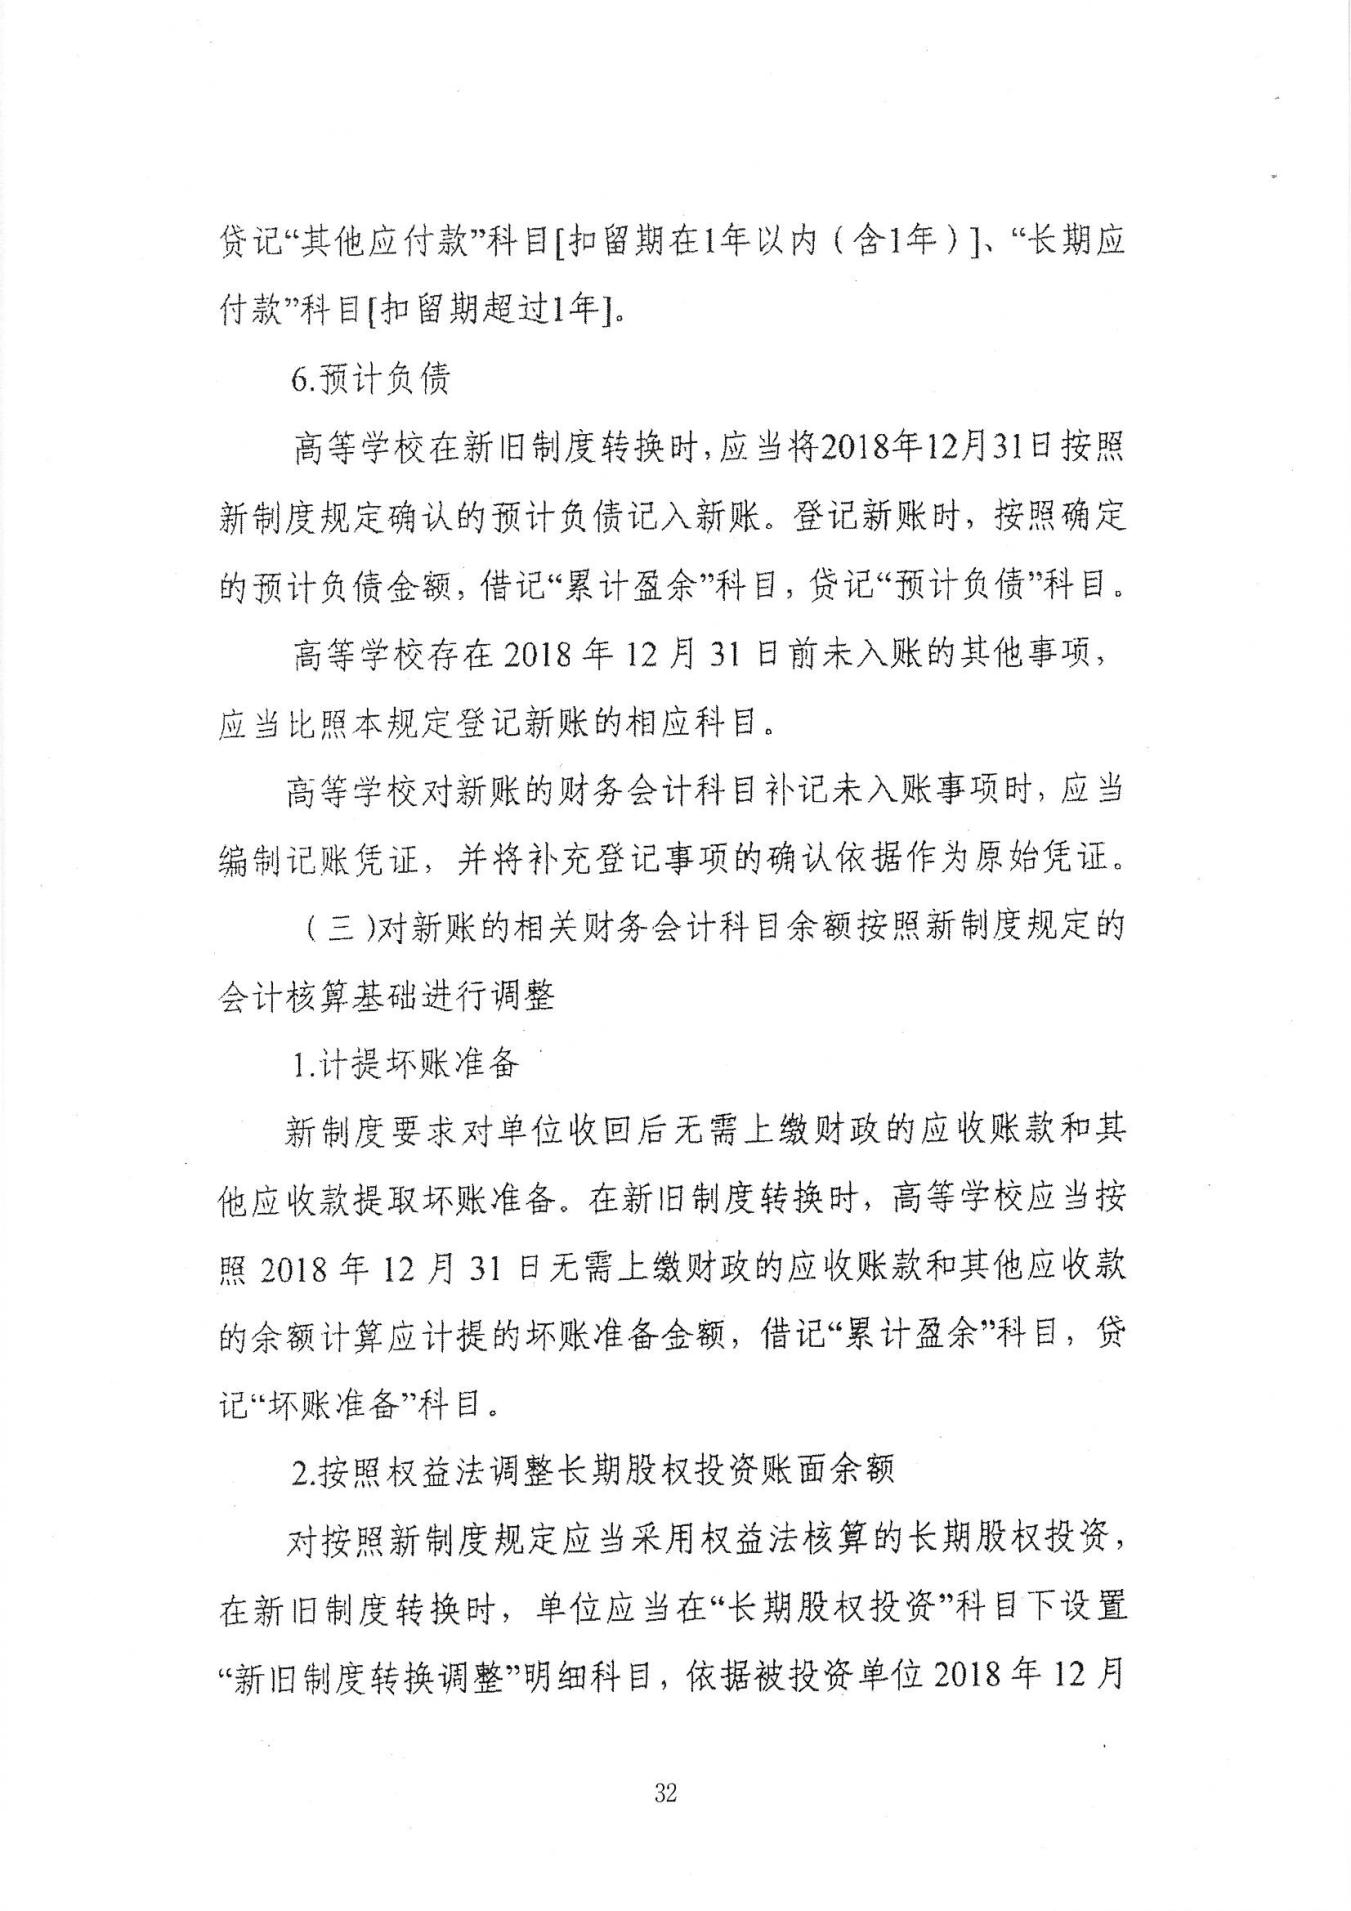 贷记“其他应付款”科目[扣留期在1年以内（含1年）]、“长期应
付款”科目[扣留期超过1年]。
6.预计负债
高等学校在新旧制度转换时,应当将2018年12月31日按照
新制度规定确认的预计负债记入新账。登记新账时，按照确定
的预计负债金额,借记“累计盈余”科目,贷记“预计负债”科目。
高等学校存在 2018 年 12 月 31 日前未入账的其他事项，
应当比照本规定登记新账的相应科目。
高等学校对新账的财务会计科目补记未入账事项时，应当
编制记账凭证，并将补充登记事项的确认依据作为原始凭证。
（三)对新账的相关财务会计科目余额按照新制度规定的
会计核算基础进行调整
1.计提坏账准备
新制度要求对单位收回后无需上缴财政的应收账款和其
他应收款提取坏账准备。在新旧制度转换时，高等学校应当按
照 2018 年 12 月 31 日无需上缴财政的应收账款和其他应收款
的余额计算应计提的坏账准备金额，借记“累计盈余”科目，贷
记“坏账准备”科目。
2.按照权益法调整长期股权投资账面余额
对按照新制度规定应当采用权益法核算的长期股权投资，
在新旧制度转换时，单位应当在“长期股权投资”科目下设置
“新旧制度转换调整”明细科目，依据被投资单位 2018 年 12 月
32